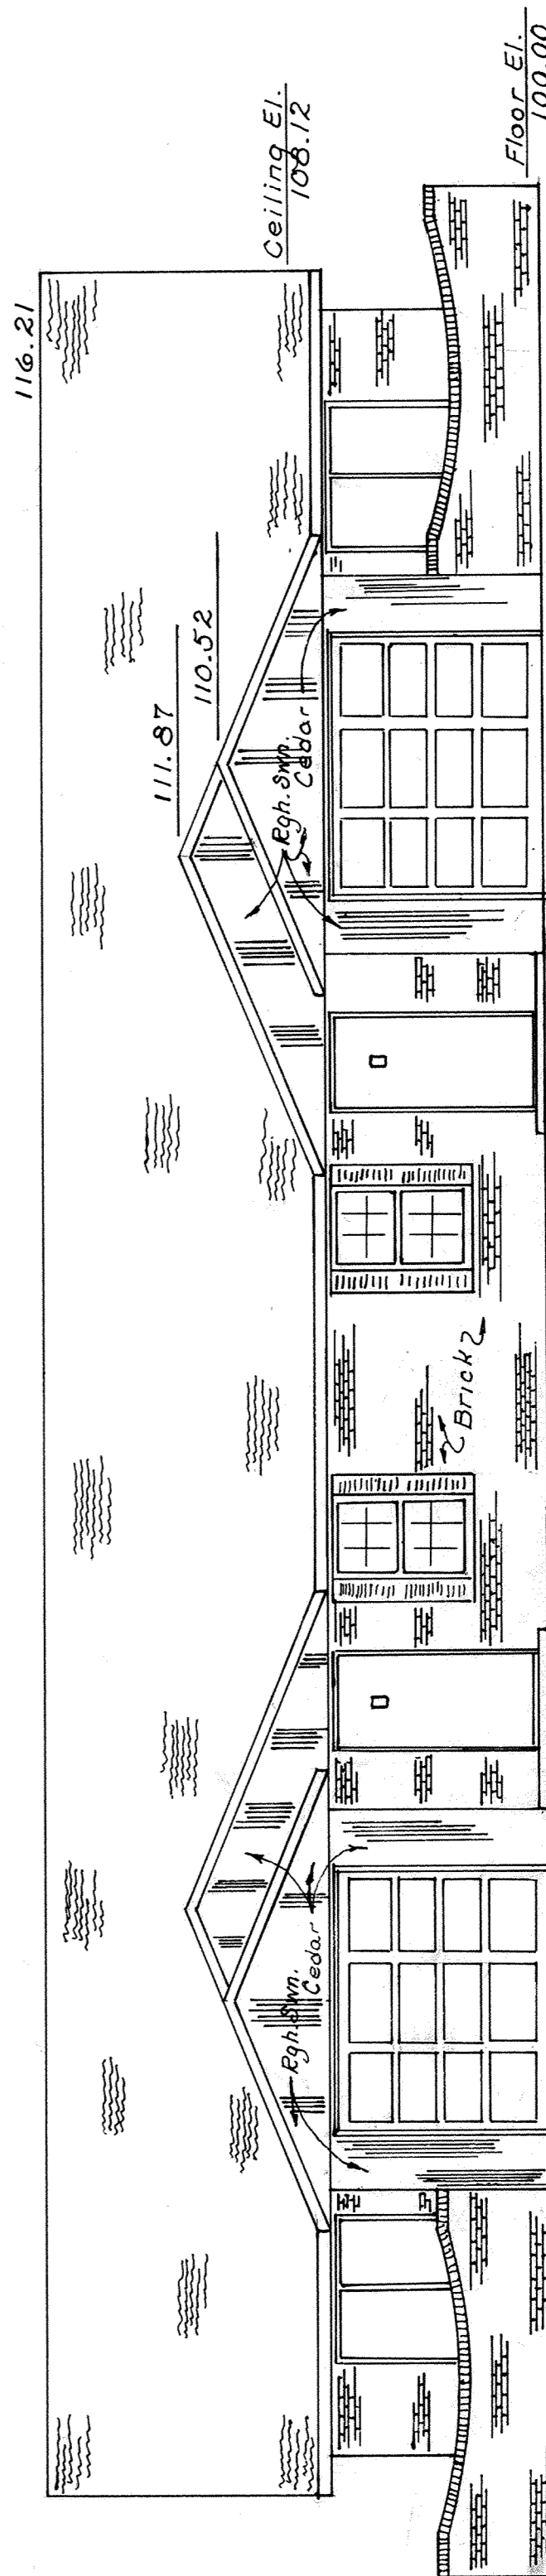 116.21
Ceiling El.
108.12
Floor El.
100.00
111.87
110.52
Rgh. Swn.
Cedar
Brick
Rgh. Swn.
Cedar